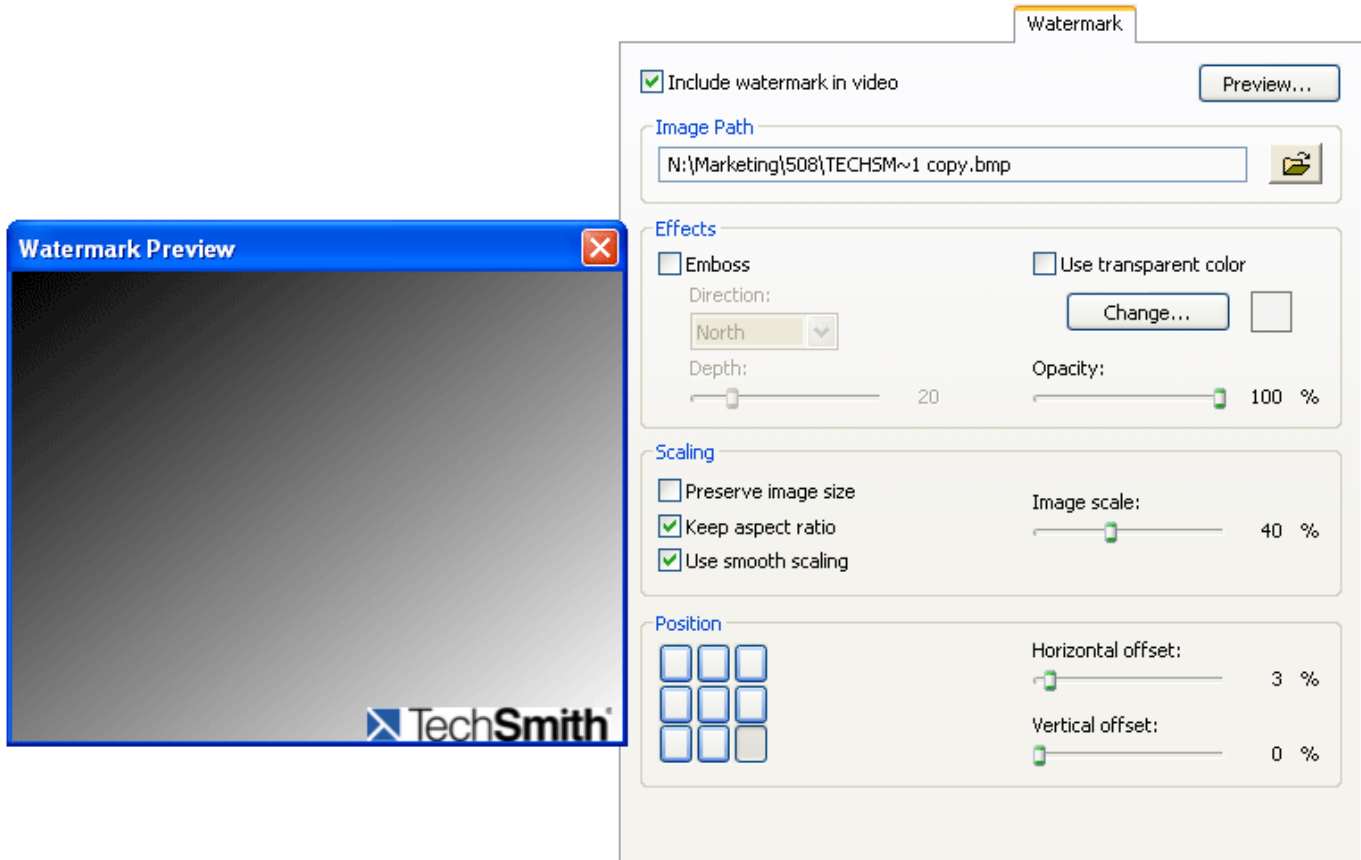 Watermark
Include watermark in video
Preview...
Image Path
N:\Marketing\508\TECHSM~1 copy.bmp
Watermark Preview
TechSmith
Effects
Emboss
Use transparent color
Direction:
Change...
North
Depth:
Opacity:
20
100 %
Scaling
Preserve image size
Image scale:
Keep aspect ratio
40 %
Use smooth scaling
Position
Horizontal offset:
3 %
Vertical offset:
0 %